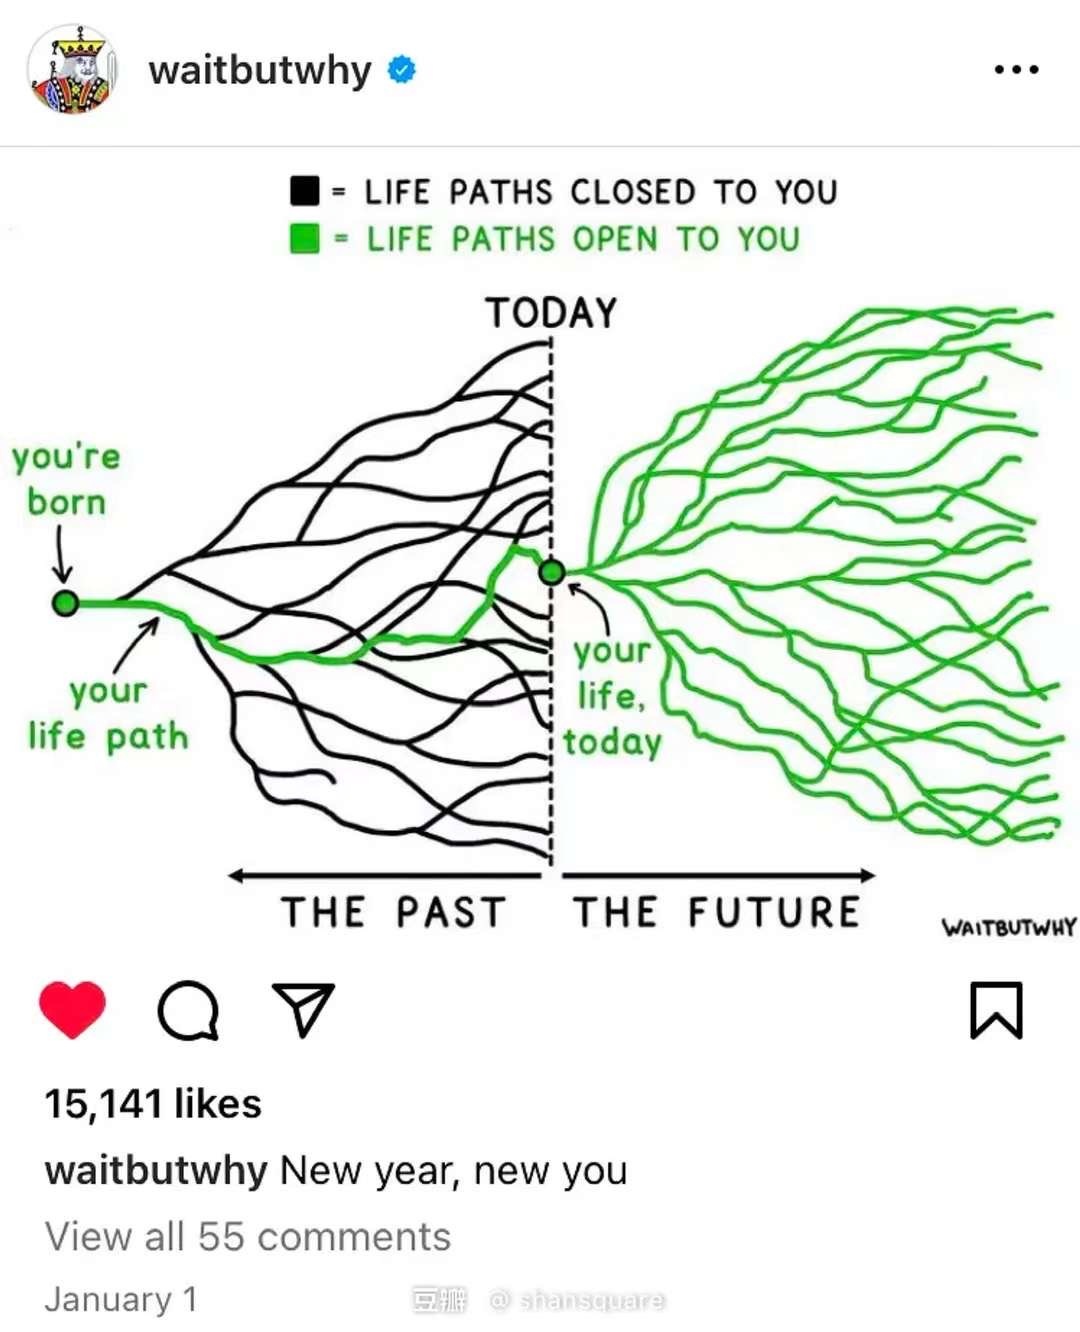 waitbutwhy
= LIFE PATHS CLOSED TO YOU
= LIFE PATHS OPEN TO YOU
TODAY
you're
born
your
life path
your
life,
today
THE PAST
THE FUTURE
WAITBUTWHY
15,141 likes
waitbutwhy New year, new you
View all 55 comments
January 1
豆瓣 @ shansquare